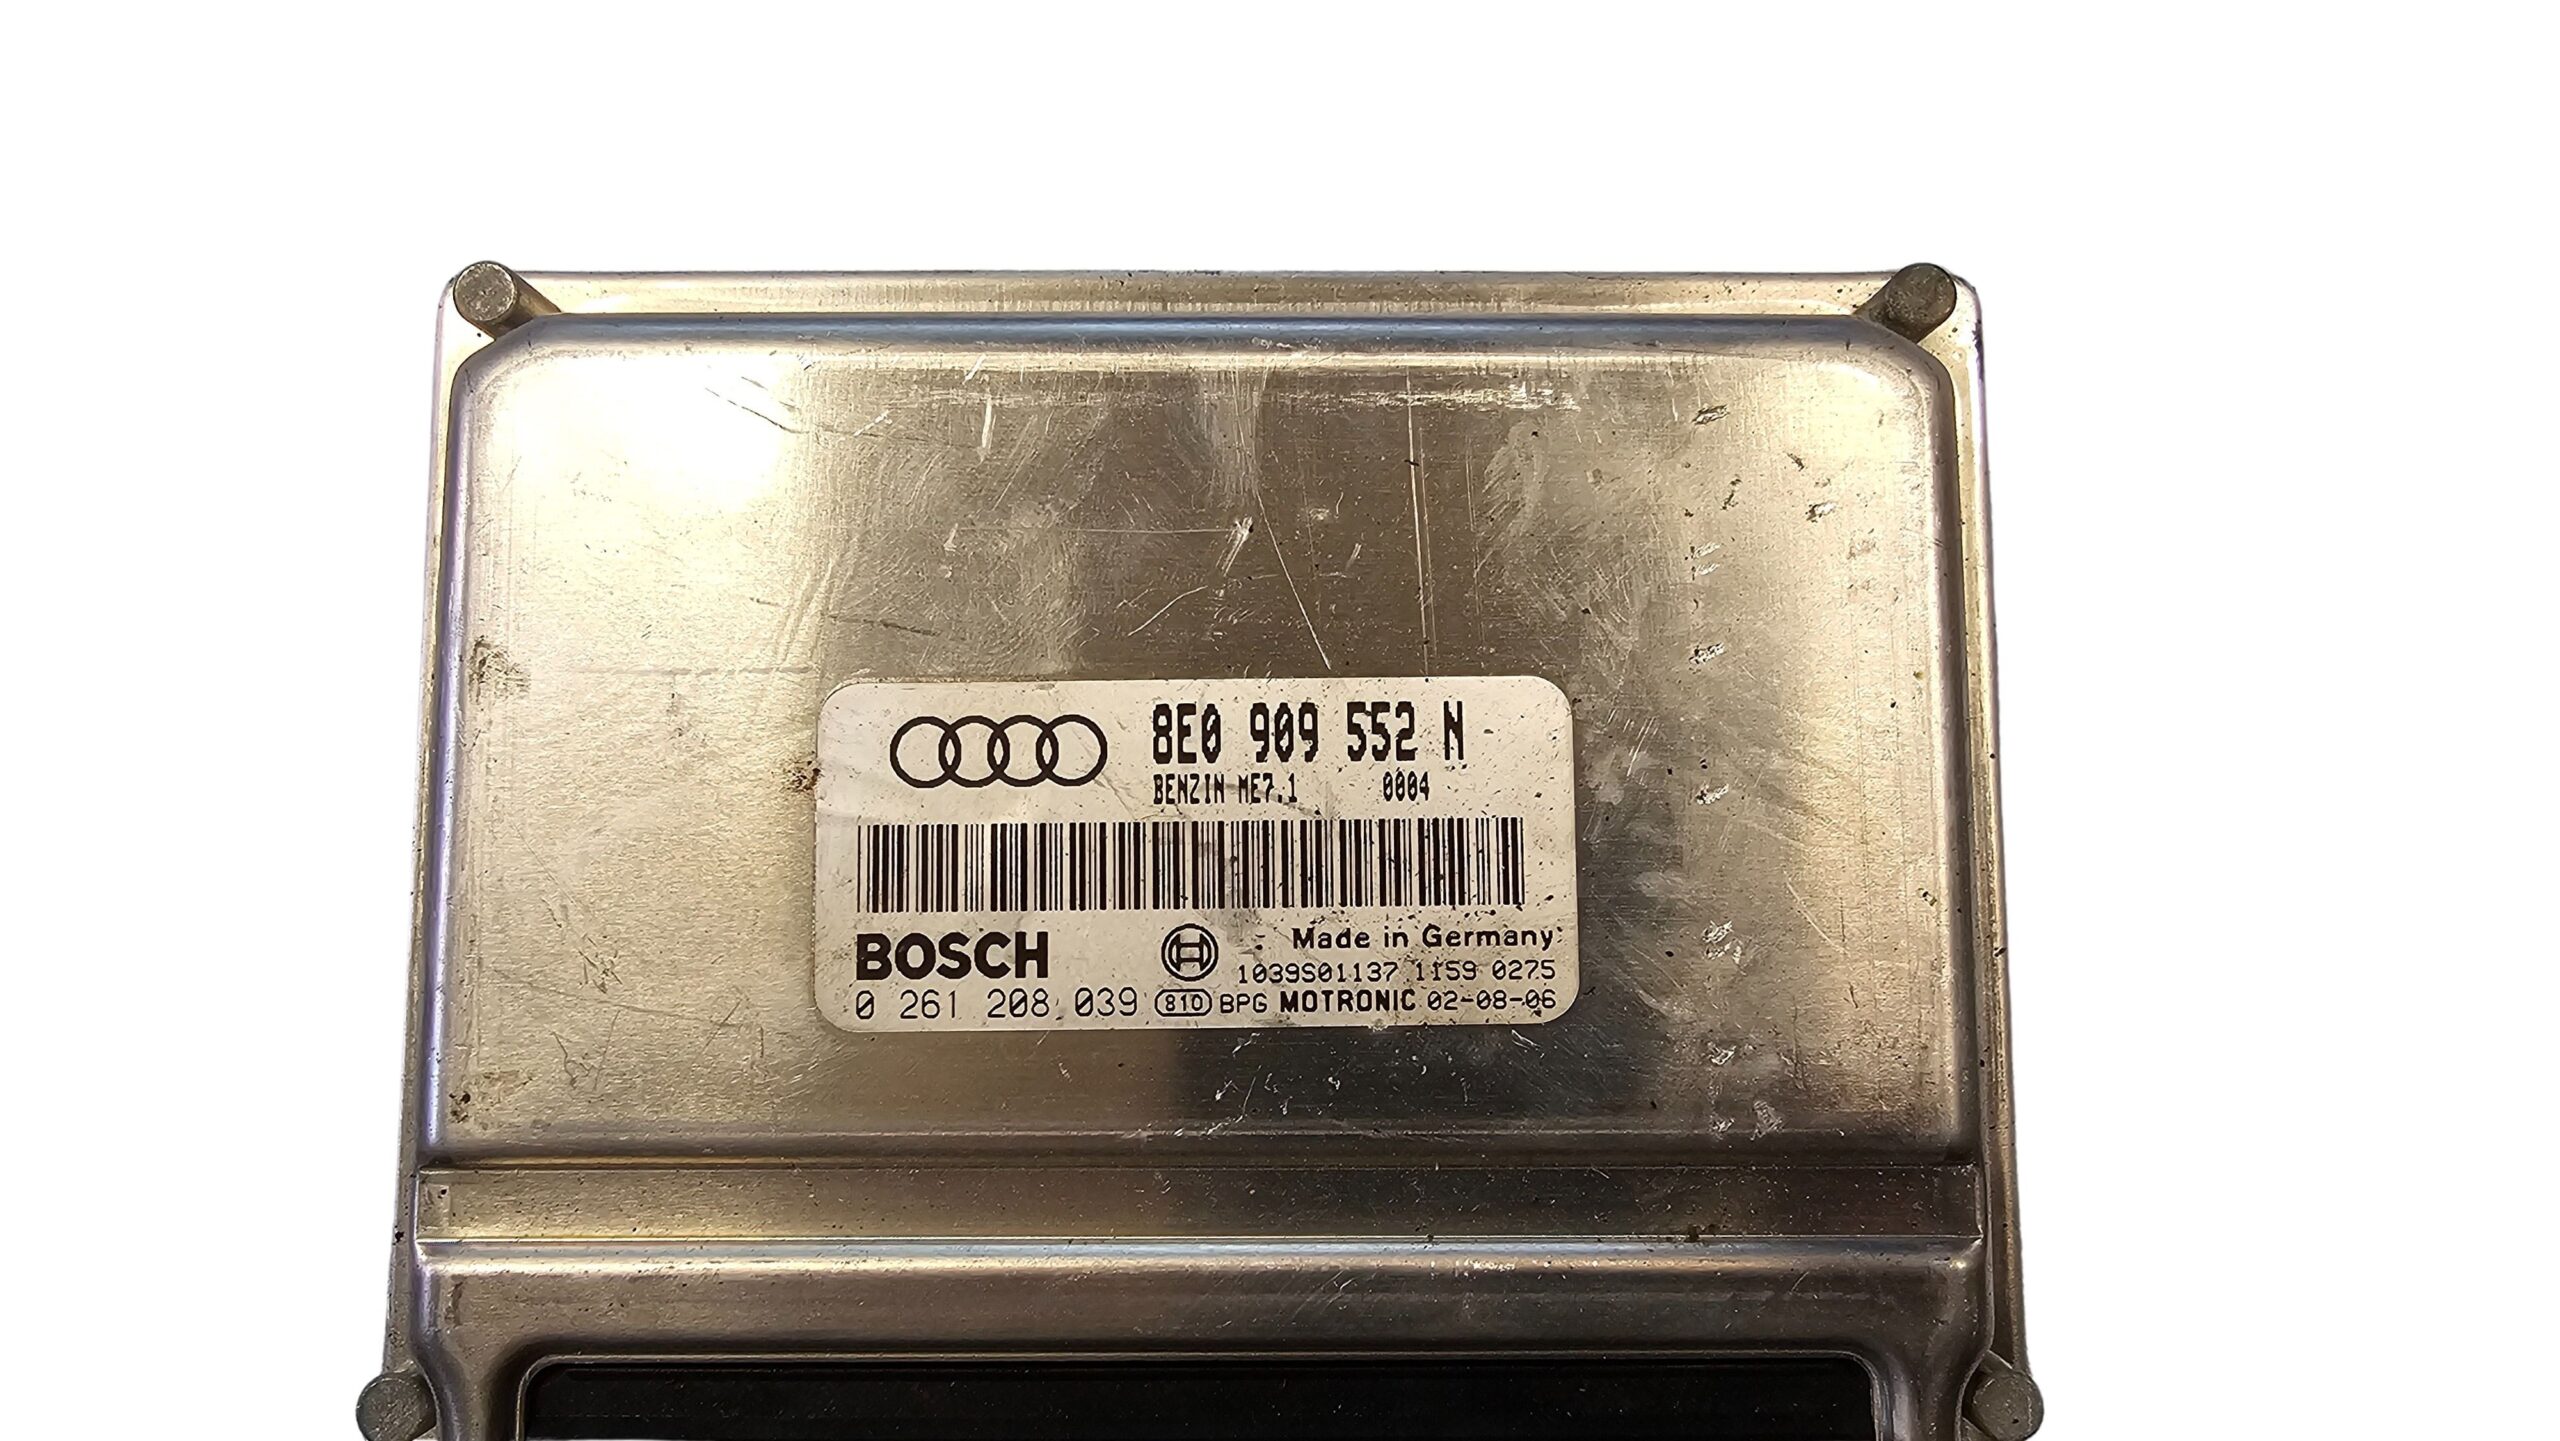 8E0 909 552 N
BENZIN ME7.1 0004
BOSCH Made in Germany
1039S01137 1159 0275
0 261 208 039 810 BPG MOTRONIC 02-08-06